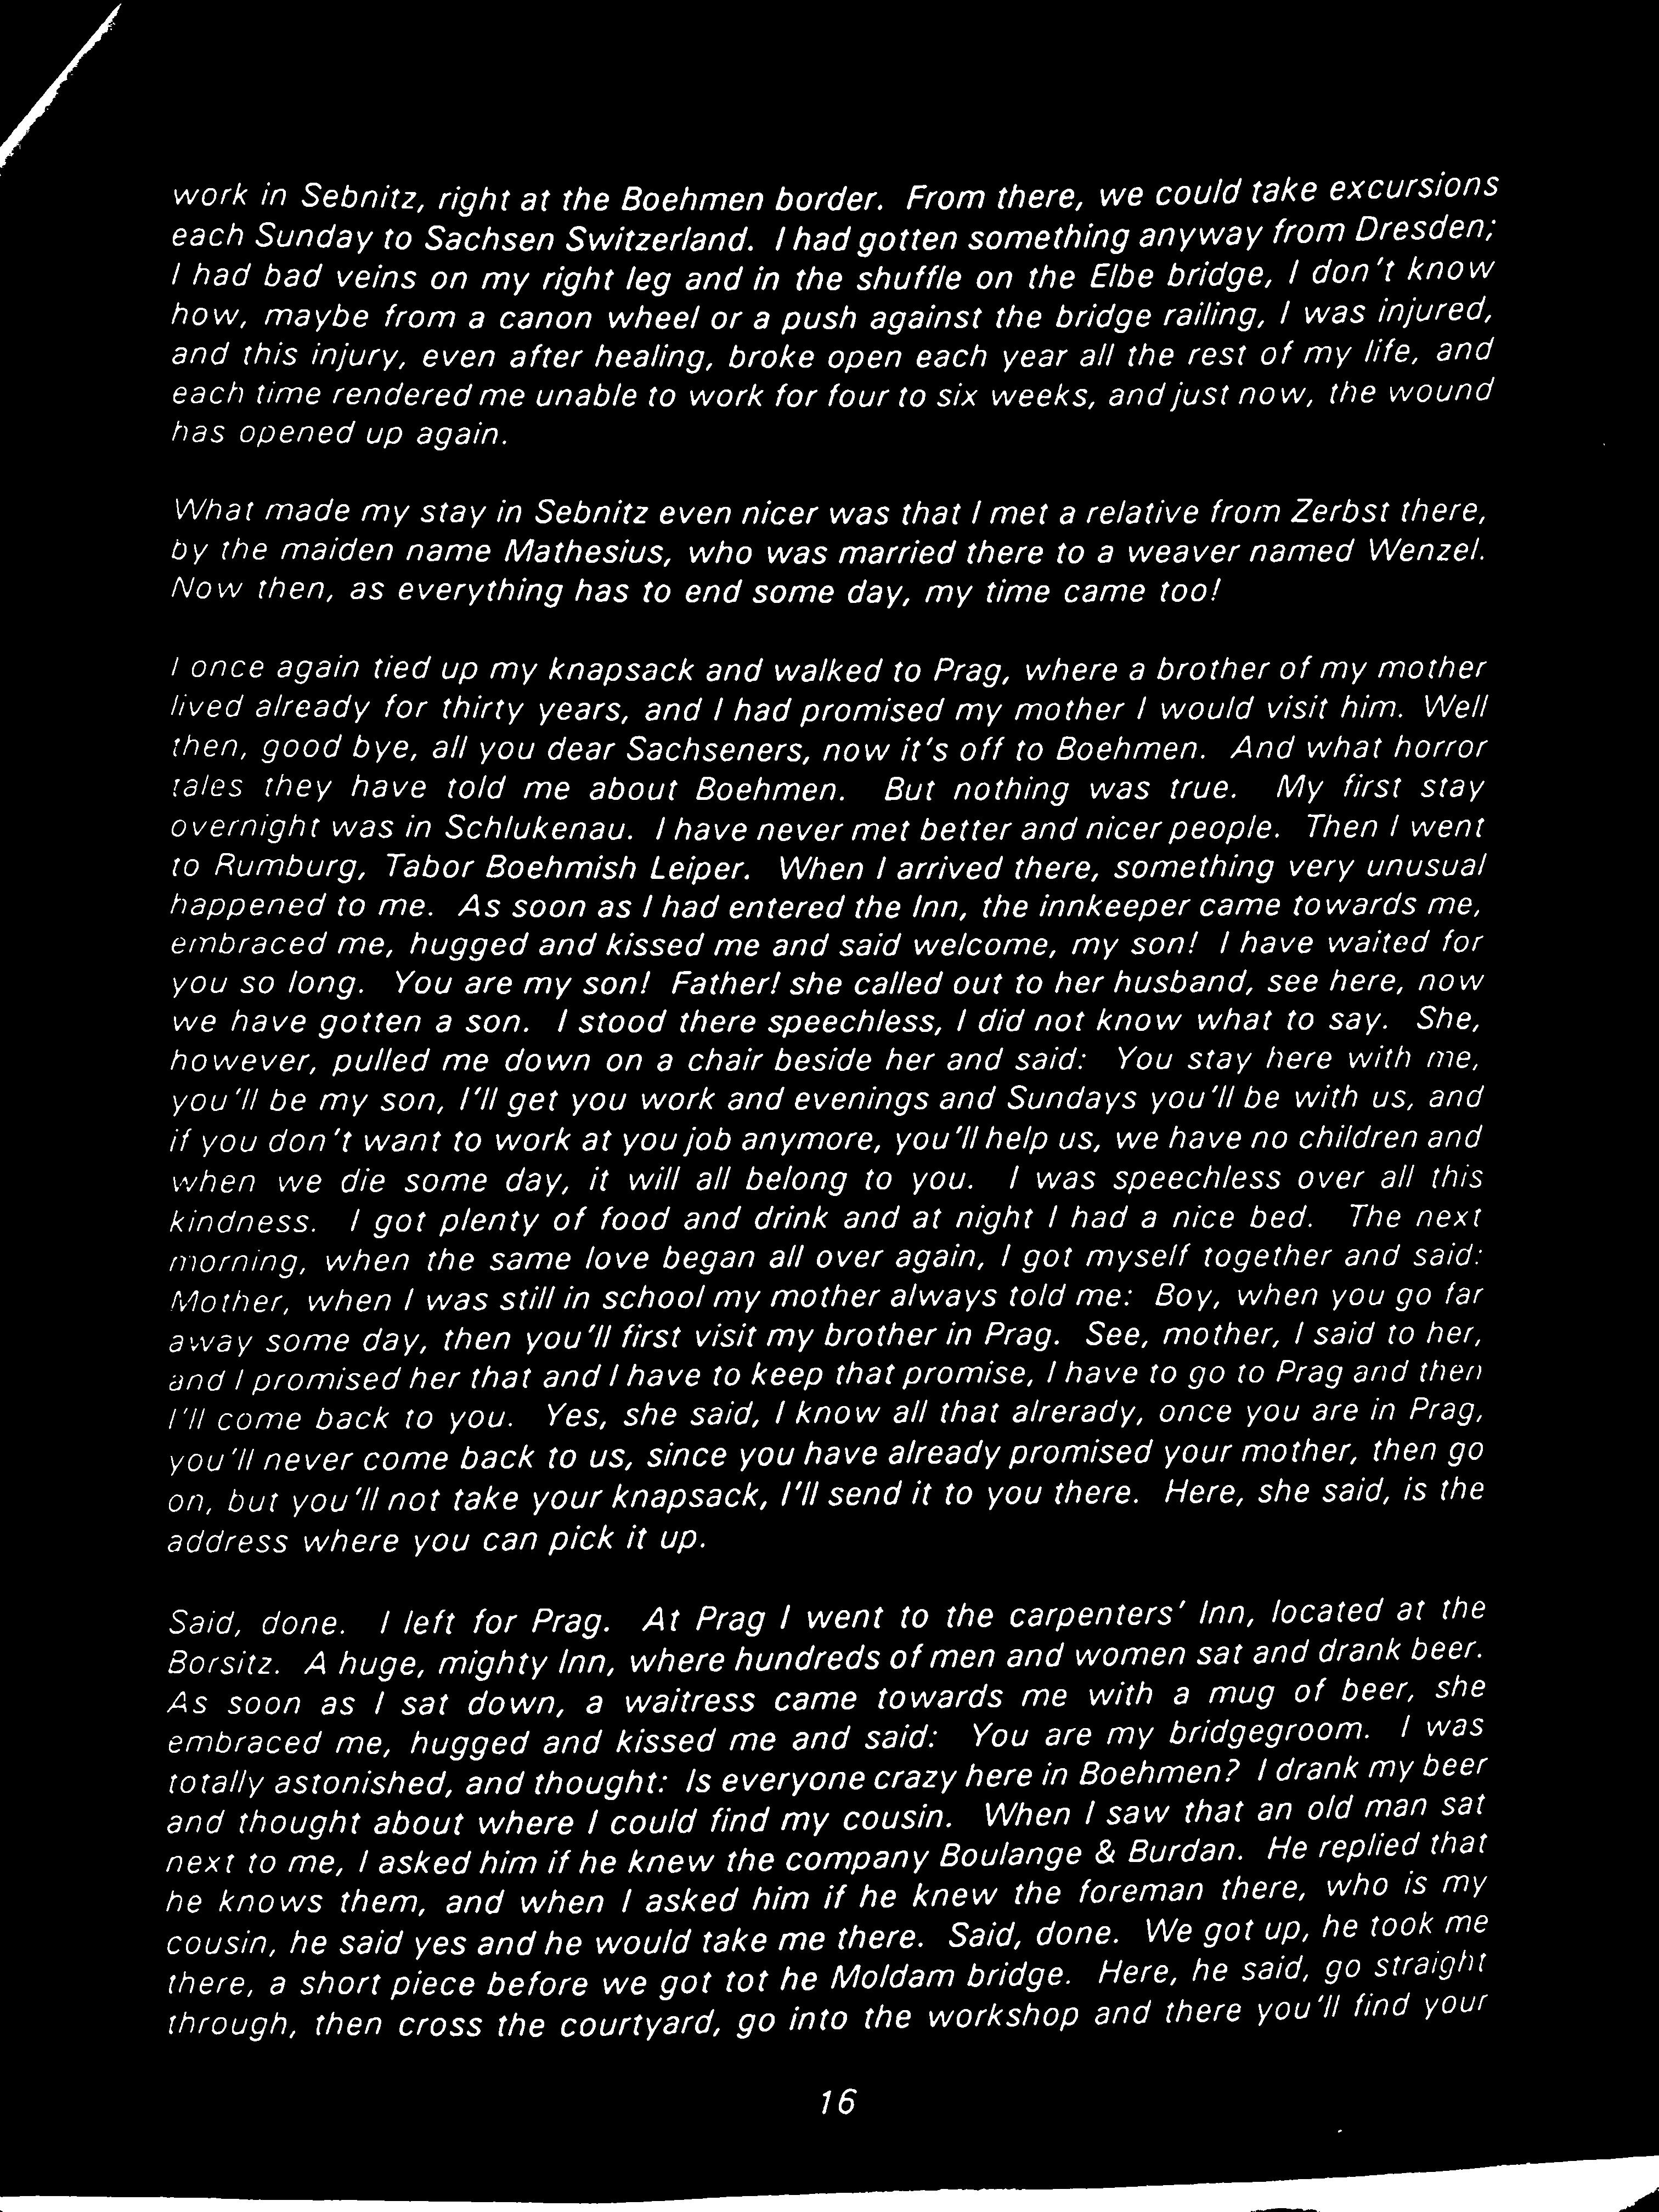 work in Sebnitz, right at the Boehmen border. From there, we could take excursions
each Sunday to Sachsen Switzerland. I had gotten something anyway from Dresden;
I had bad veins on my right leg and in the shuffle on the Elbe bridge, I don't know
how, maybe from a canon wheel or a push against the bridge railing, I was injured,
and this injury, even after healing, broke open each year all the rest of my life, and
each time rendered me unable to work for four to six weeks, and just now, the wound
has opened up again.

What made my stay in Sebnitz even nicer was that I met a relative from Zerbst there,
by the maiden name Mathesius, who was married there to a weaver named Wenzel.
Now then, as everything has to end some day, my time came too!

I once again tied up my knapsack and walked to Prag, where a brother of my mother
lived already for thirty years, and I had promised my mother I would visit him. Well
then, good bye, all you dear Sachseners, now it's off to Boehmen. And what horror
tales they have told me about Boehmen. But nothing was true. My first stay
overnight was in Schlukenau. I have never met better and nicer people. Then I went
to Rumburg, Tabor Boehmish Leiper. When I arrived there, something very unusual
happened to me. As soon as I had entered the Inn, the innkeeper came towards me,
embraced me, hugged and kissed me and said welcome, my son! I have waited for
you so long. You are my son! Father! she called out to her husband, see here, now
we have gotten a son. I stood there speechless, I did not know what to say. She,
however, pulled me down on a chair beside her and said: You stay here with me,
you'll be my son, I'll get you work and evenings and Sundays you'll be with us, and
if you don't want to work at you job anymore, you'll help us, we have no children and
when we die some day, it will all belong to you. I was speechless over all this
kindness. I got plenty of food and drink and at night I had a nice bed. The next
morning, when the same love began all over again, I got myself together and said:
Mother, when I was still in school my mother always told me: Boy, when you go far
away some day, then you'll first visit my brother in Prag. See, mother, I said to her,
and I promised her that and I have to keep that promise, I have to go to Prag and then
I'll come back to you. Yes, she said, I know all that alrerady, once you are in Prag,
you'll never come back to us, since you have already promised your mother, then go
on, but you'll not take your knapsack, I'll send it to you there. Here, she said, is the
address where you can pick it up.

Said, done. I left for Prag. At Prag I went to the carpenters' Inn, located at the
Borsitz. A huge, mighty Inn, where hundreds of men and women sat and drank beer.
As soon as I sat down, a waitress came towards me with a mug of beer, she
embraced me, hugged and kissed me and said: You are my bridgegroom. I was
totally astonished, and thought: Is everyone crazy here in Boehmen? I drank my beer
and thought about where I could find my cousin. When I saw that an old man sat
next to me, I asked him if he knew the company Boulange & Burdan. He replied that
he knows them, and when I asked him if he knew the foreman there, who is my
cousin, he said yes and he would take me there. Said, done. We got up, he took me
there, a short piece before we got tot he Moldam bridge. Here, he said, go straight
through, then cross the courtyard, go into the workshop and there you'll find your

16